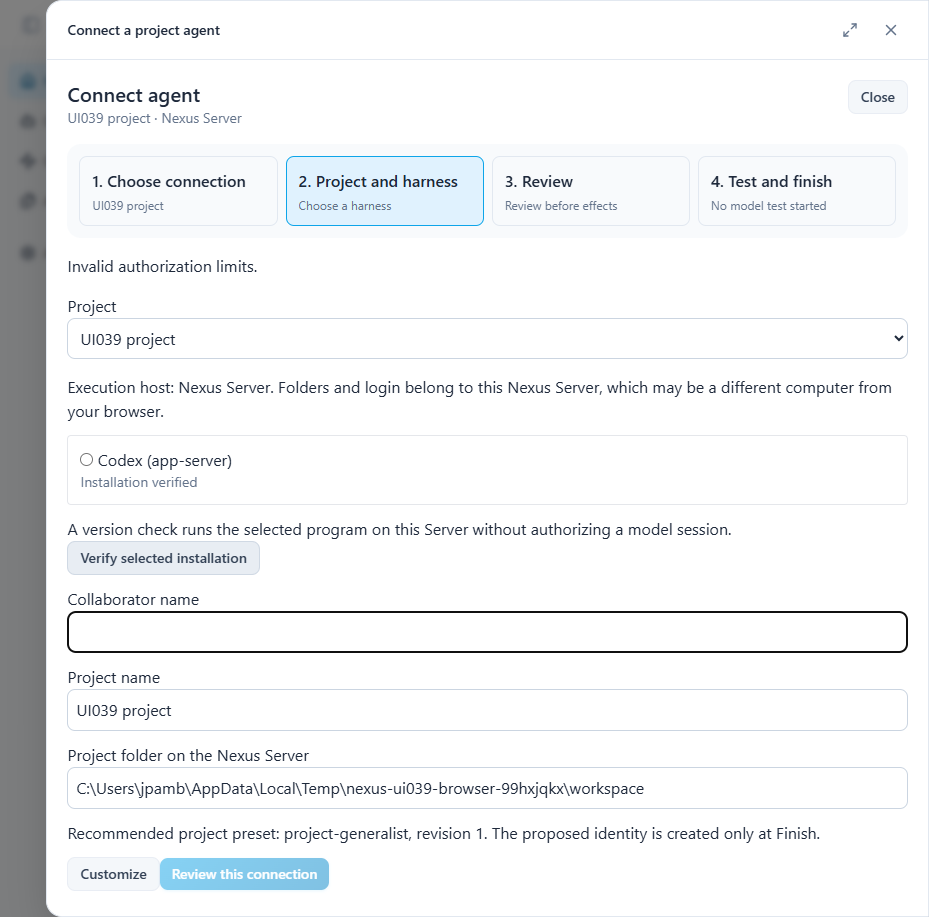 Connect a project agent
Connect agent
Close
UI039 project · Nexus Server
1. Choose connection
UI039 project
2. Project and harness
Choose a harness
3. Review
Review before effects
4. Test and finish
No model test started
Invalid authorization limits.
Project
UI039 project
Execution host: Nexus Server. Folders and login belong to this Nexus Server, which may be a different computer from
your browser.
Codex (app-server)
Installation verified
A version check runs the selected program on this Server without authorizing a model session.
Verify selected installation
Collaborator name
Project name
UI039 project
Project folder on the Nexus Server
C:\Users\jpamb\AppData\Local\Temp\nexus-ui039-browser-99hxjqkx\workspace
Recommended project preset: project-generalist, revision 1. The proposed identity is created only at Finish.
Customize
Review this connection